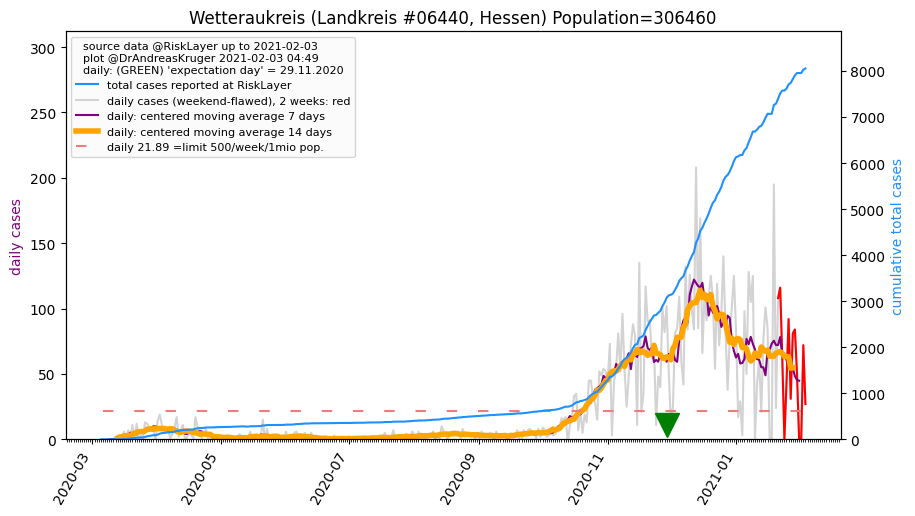 Wetteraukreis (Landkreis #06440, Hessen) Population=306460
source data @RiskLayer up to 2021-02-03
plot @DrAndreasKruger 2021-02-03 04:49
daily: (GREEN) 'expectation day' = 29.11.2020
total cases reported at RiskLayer
daily cases (weekend-flawed), 2 weeks: red
daily: centered moving average 7 days
daily: centered moving average 14 days
daily 21.89 =limit 500/week/1mio pop.
daily cases
300
250
200
150
100
50
0
cumulative total cases
8000
7000
6000
5000
4000
3000
2000
1000
0
2020-03
2020-05
2020-07
2020-09
2020-11
2021-01